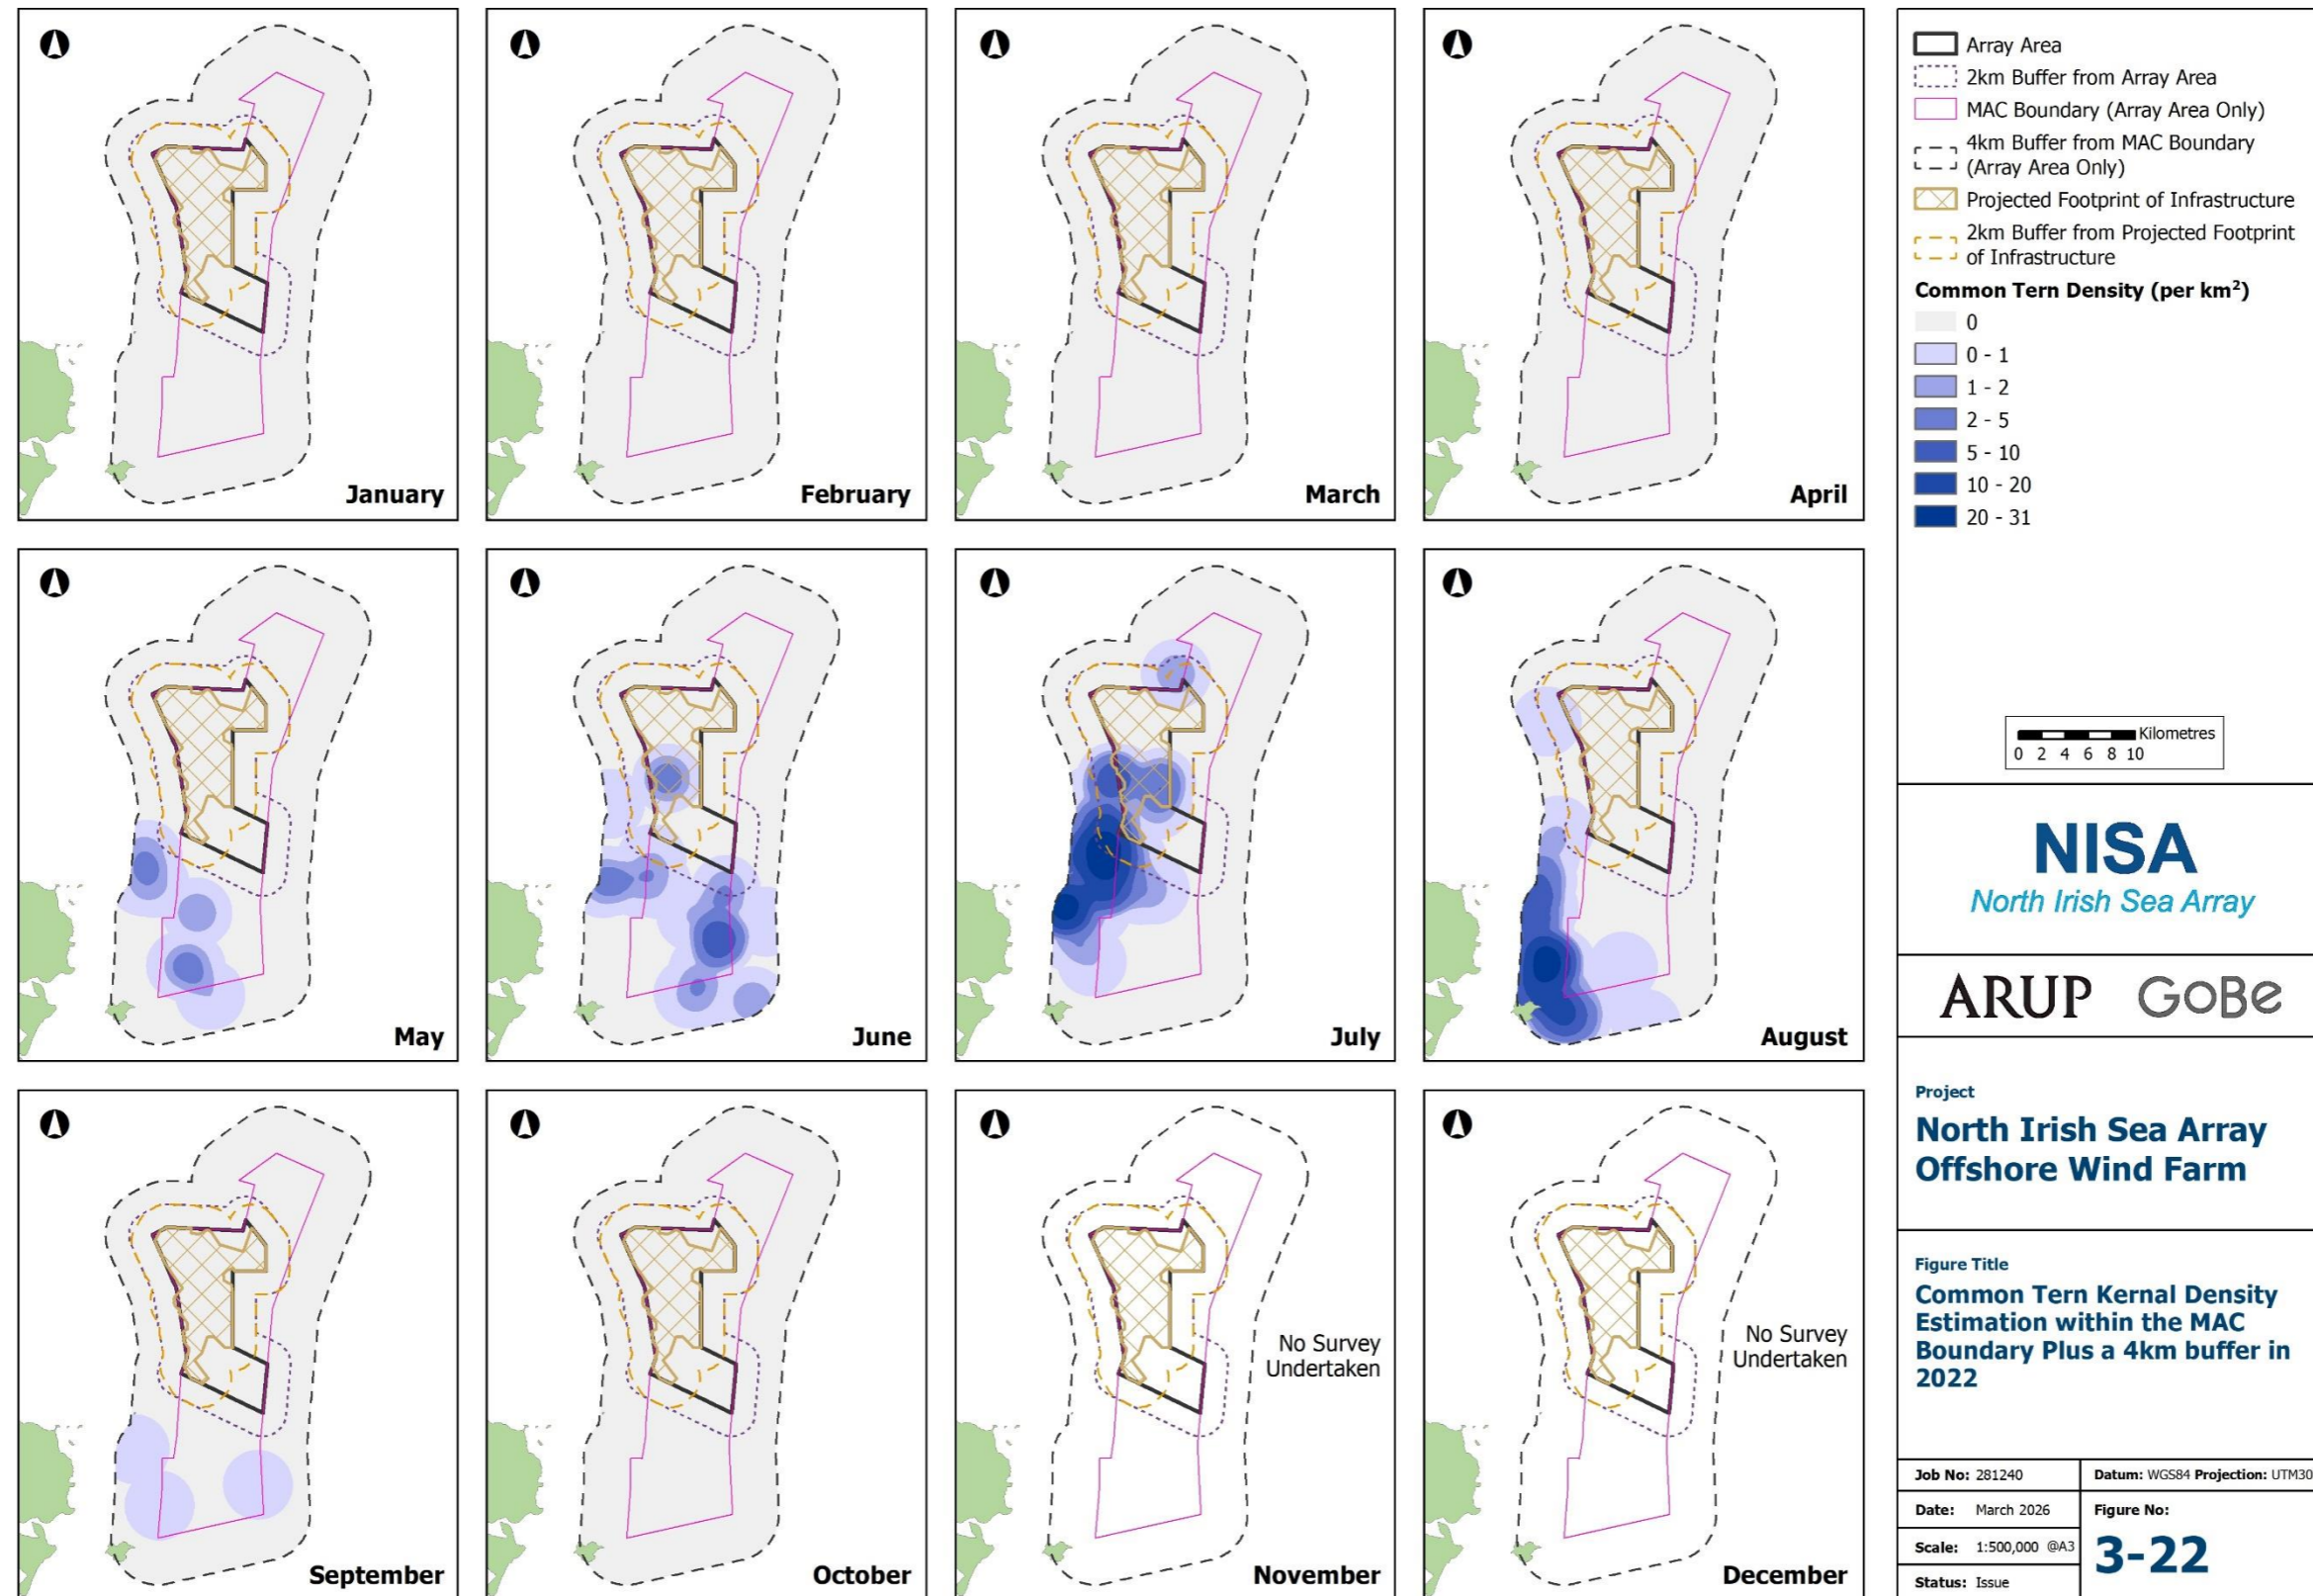 January
February
March
April
May
June
July
August
September
October
No Survey
Undertaken
November
No Survey
Undertaken
December
Array Area
2km Buffer from Array Area
MAC Boundary (Array Area Only)
4km Buffer from MAC Boundary
(Array Area Only)
Projected Footprint of Infrastructure
2km Buffer from Projected Footprint
of Infrastructure
Common Tern Density (per km²)
0
0 - 1
1 - 2
2 - 5
5 - 10
10 - 20
20 - 31
Kilometres
0 2 4 6 8 10
NISA
North Irish Sea Array
ARUP GoBe
Project
North Irish Sea Array
Offshore Wind Farm
Figure Title
Common Tern Kernal Density
Estimation within the MAC
Boundary Plus a 4km buffer in
2022
Job No: 281240 Datum: WGS84 Projection: UTM30
Date: March 2026 Figure No:
Scale: 1:500,000 @A3 3-22
Status: Issue